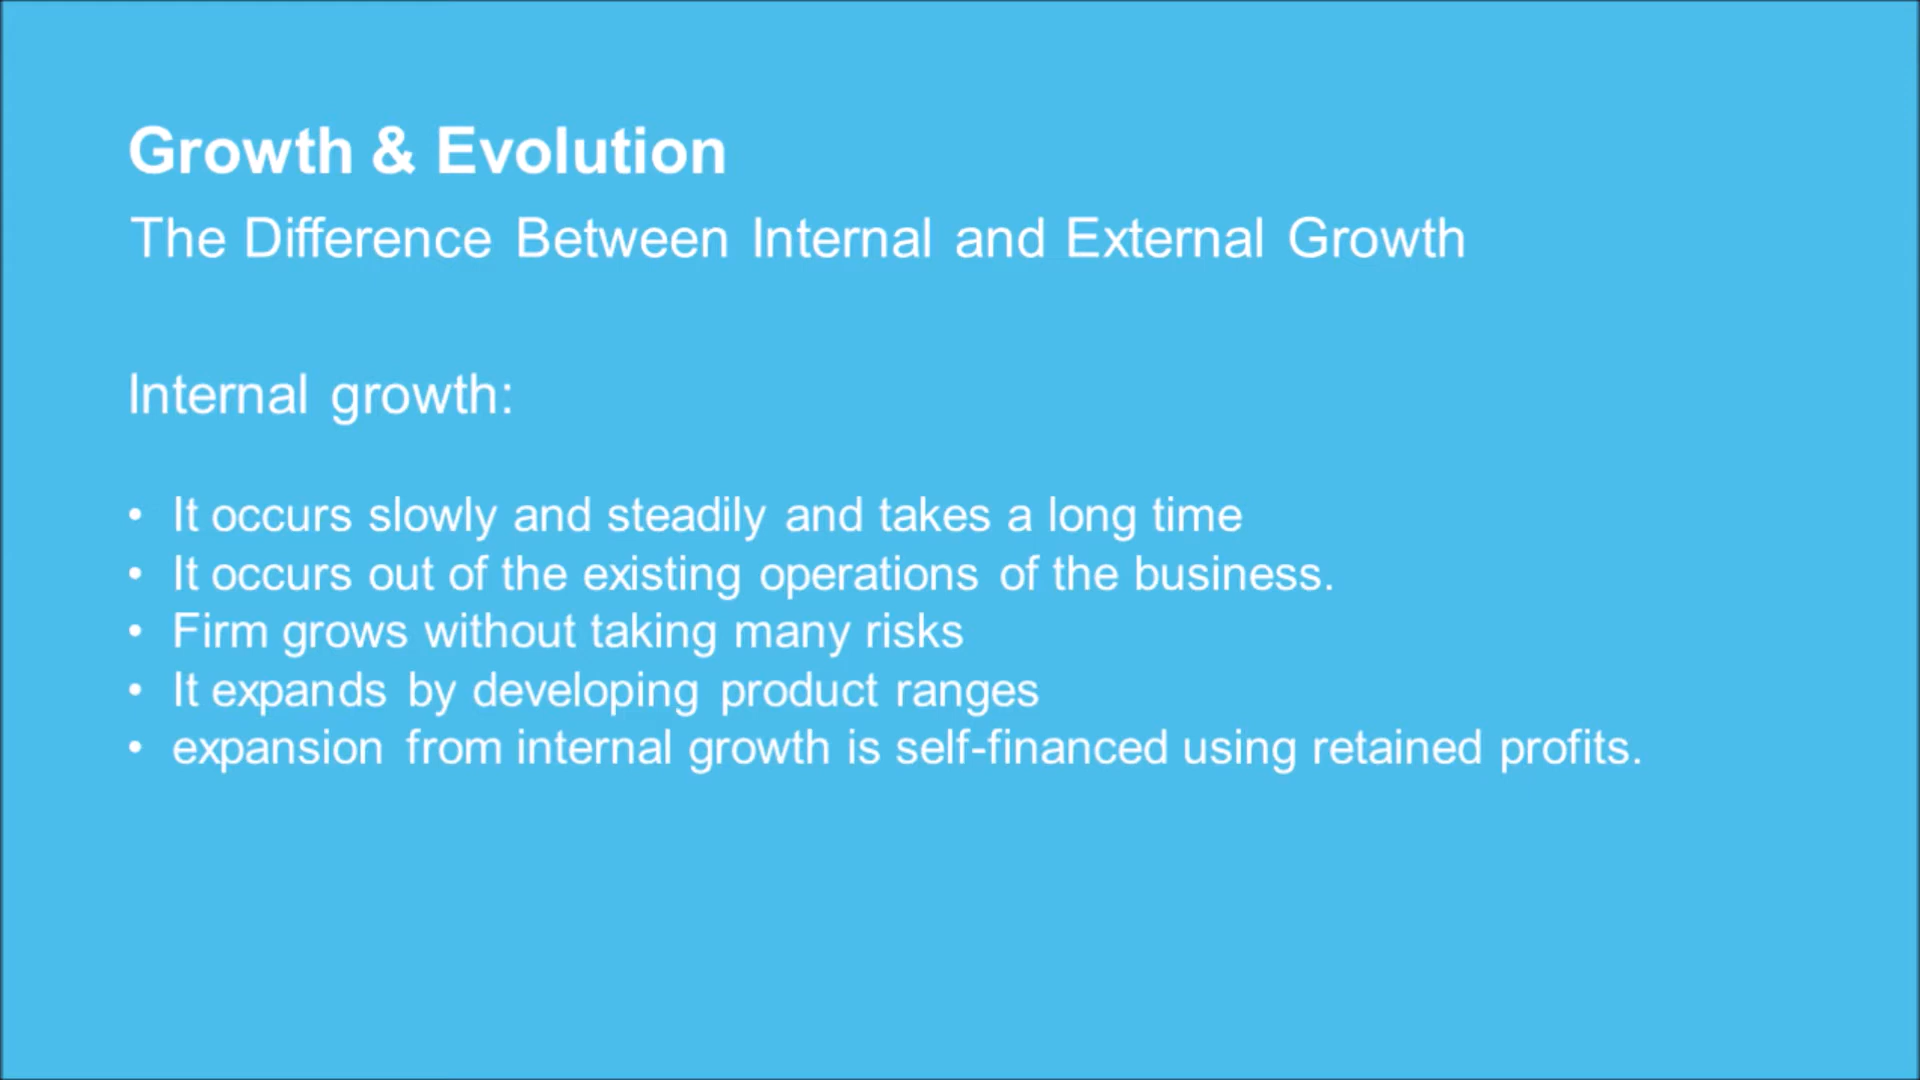 Growth & Evolution
The Difference Between Internal and External Growth
Internal growth:
• It occurs slowly and steadily and takes a long time
• It occurs out of the existing operations of the business.
• Firm grows without taking many risks
• It expands by developing product ranges
• expansion from internal growth is self-financed using retained profits.